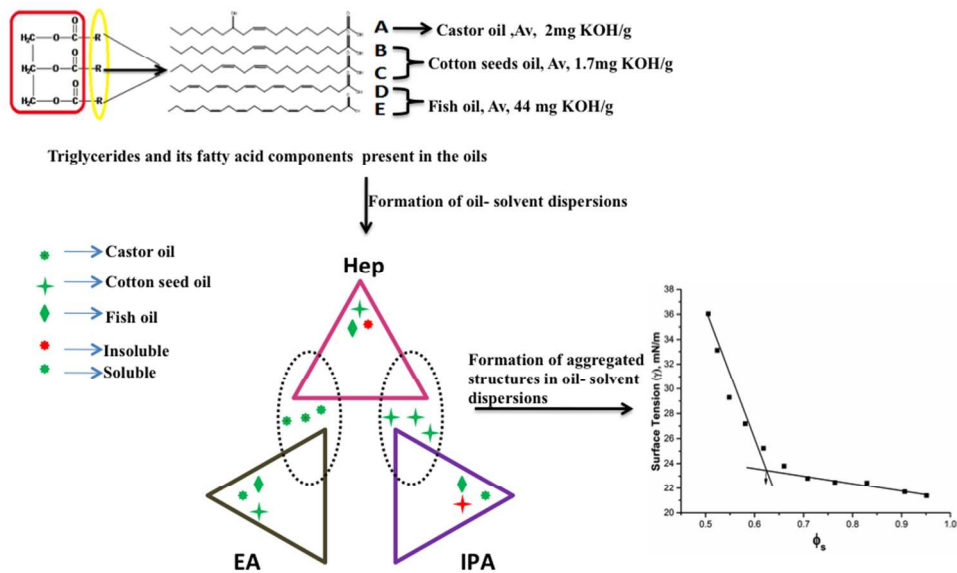 O
H₂C—O—C—R
O
HC—O—C—R
O
H₂C—O—C—R
A Castor oil ,Av, 2mg KOH/g
B
C
Cotton seeds oil, Av, 1.7mg KOH/g
D
E
Fish oil, Av, 44 mg KOH/g
Triglycerides and its fatty acid components present in the oils
Formation of oil- solvent dispersions
Castor oil
Cotton seed oil
Fish oil
Insoluble
Soluble
Hep
EA
IPA
Formation of aggregated
structures in oil- solvent
dispersions
Surface Tension (γ), mN/m
38
36
34
32
30
28
26
24
22
20
0.5 0.6 0.7 0.8 0.9 1.0
ϕs